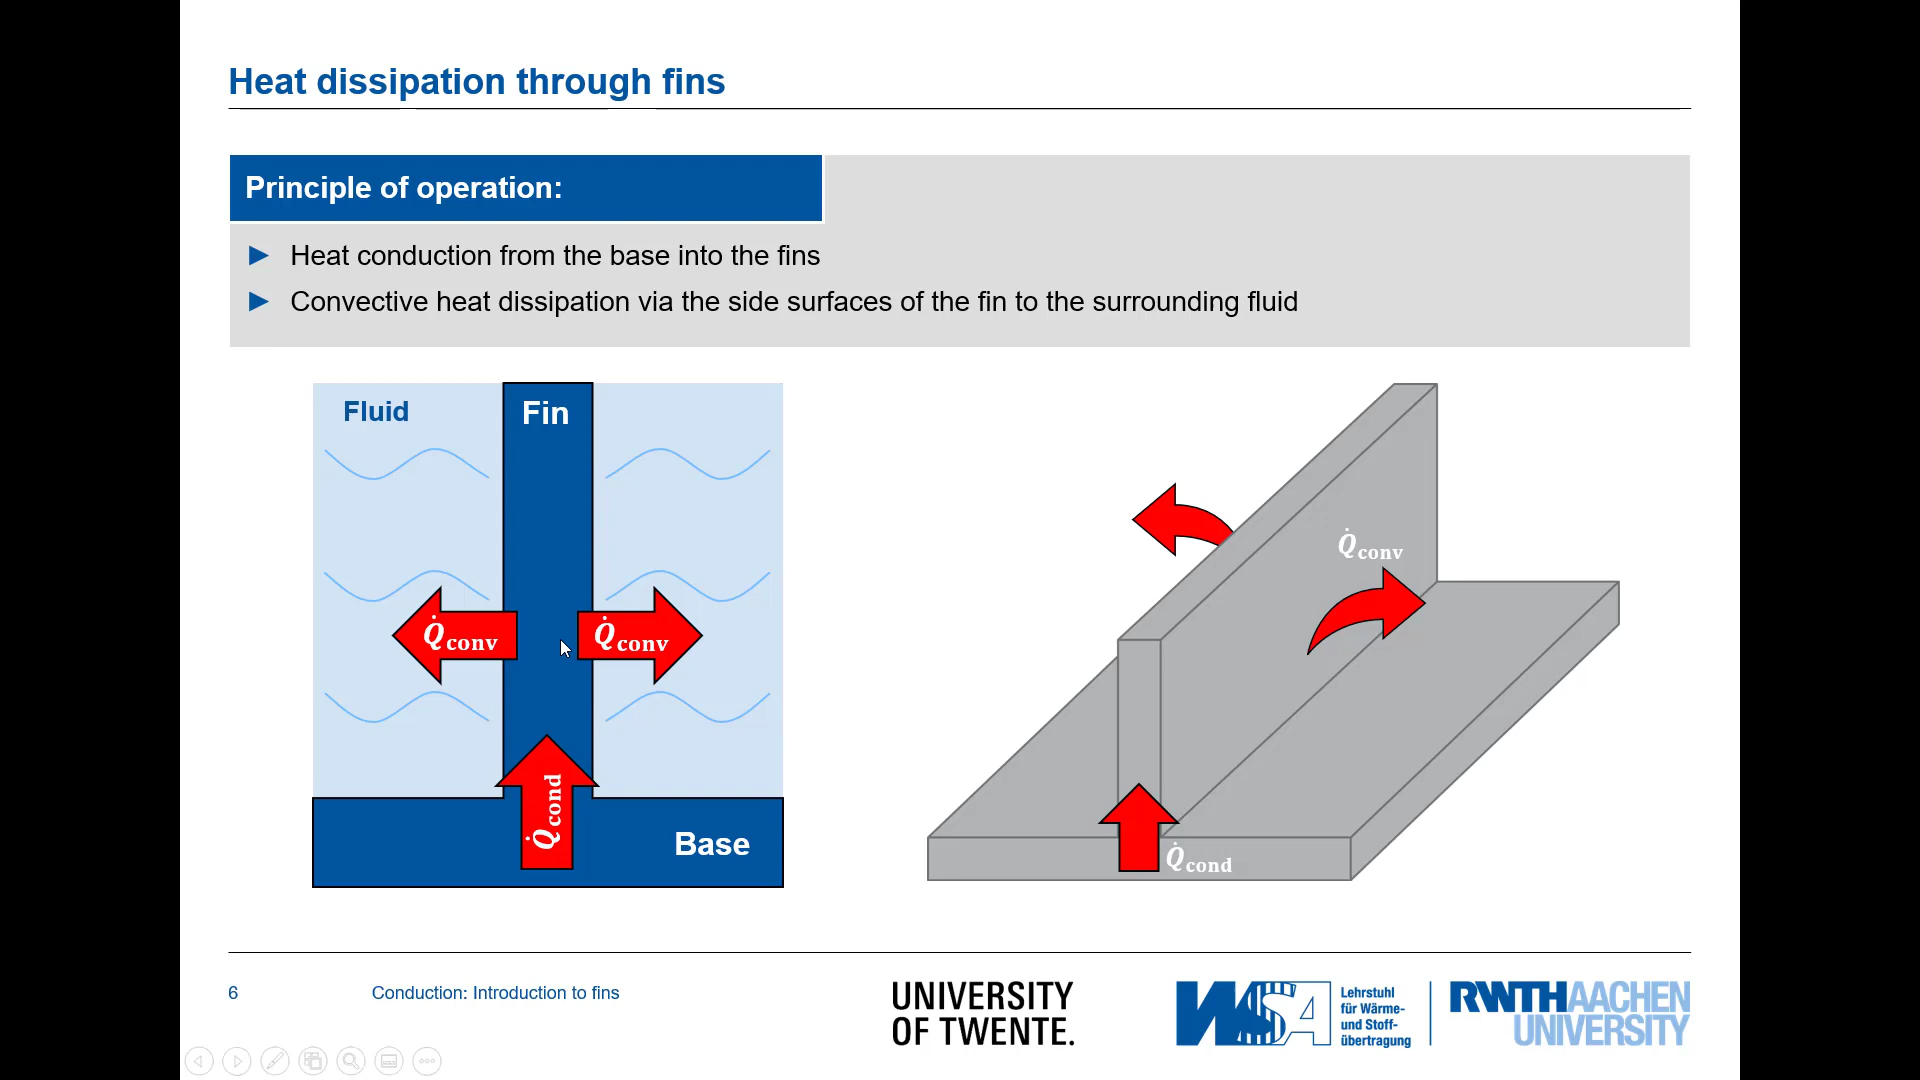 Heat dissipation through fins
Principle of operation:
► Heat conduction from the base into the fins
► Convective heat dissipation via the side surfaces of the fin to the surrounding fluid
Fluid
Fin
Q̇conv
Q̇conv
Q̇cond
Base
Q̇conv
Q̇cond
6
Conduction: Introduction to fins
UNIVERSITY
OF TWENTE.
WSA
Lehrstuhl
für Wärme-
und Stoff-
übertragung
RWTHAACHEN
UNIVERSITY